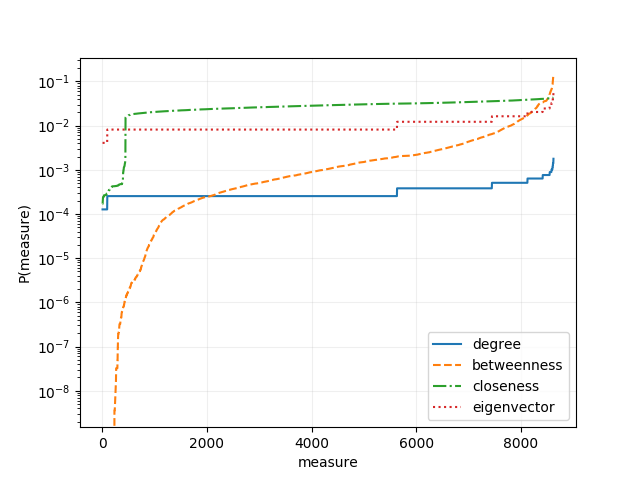 10⁻¹
10⁻²
10⁻³
10⁻⁴
10⁻⁵
10⁻⁶
10⁻⁷
10⁻⁸
P(measure)
0 2000 4000 6000 8000
measure
degree
betweenness
closeness
eigenvector